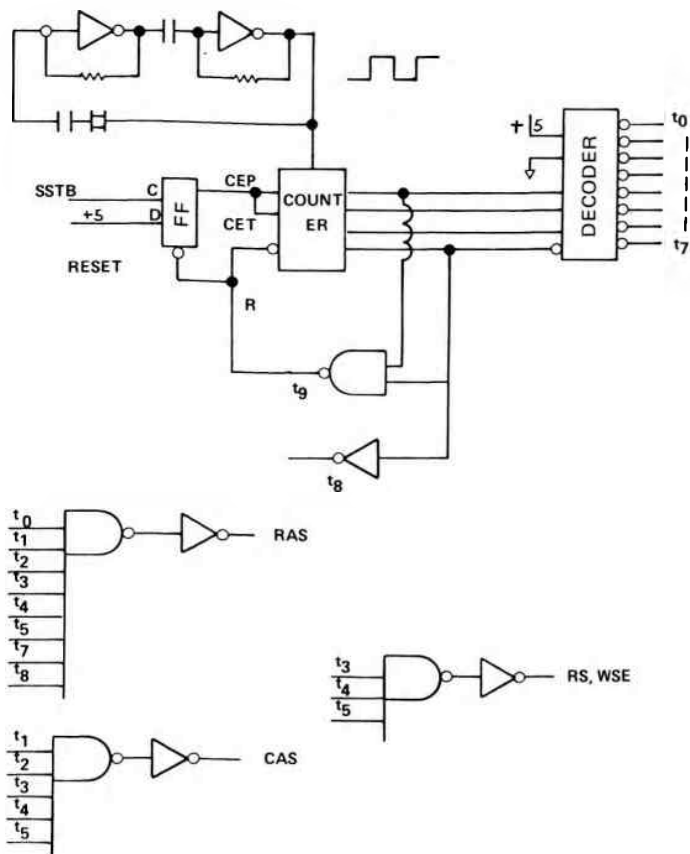 +5
t0
SSTB
C
CEP
COUNT
ER
DECODER
+5
D
FF
CET
t7
RESET
R
t9
t8
t0
t1
t2
t3
t4
t5
t7
t8
RAS
t3
t4
t5
RS, WSE
t1
t2
t3
t4
t5
CAS